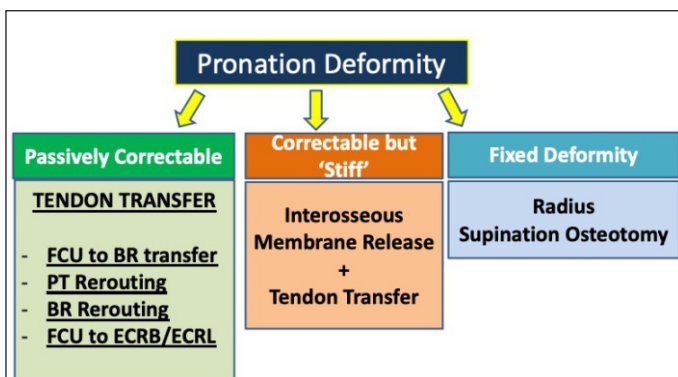 Pronation Deformity
Passively Correctable
TENDON TRANSFER
- FCU to BR transfer
- PT Rerouting
- BR Rerouting
- FCU to ECRB/ECRL
Correctable but
‘Stiff’
Interosseous
Membrane Release
+
Tendon Transfer
Fixed Deformity
Radius
Supination Osteotomy